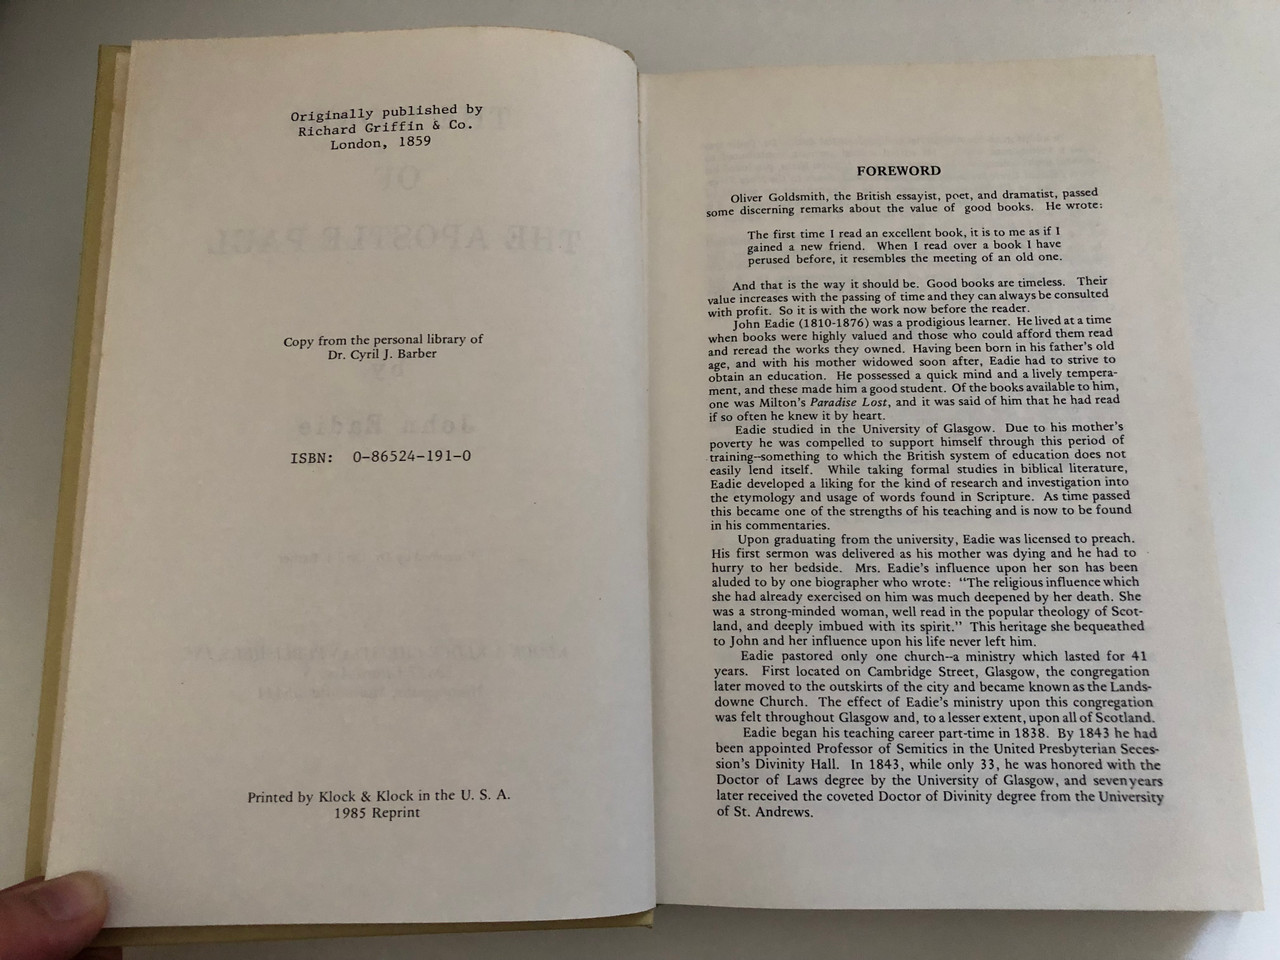 Originally published by
Richard Griffin & Co.
London, 1859
Copy from the personal library of
Dr. Cyril J. Barber
ISBN: 0-86524-191-0
Printed by Klock & Klock in the U. S. A.
1985 Reprint
FOREWORD
Oliver Goldsmith, the British essayist, poet, and dramatist, passed
some discerning remarks about the value of good books. He wrote:
The first time I read an excellent book, it is to me as if I
gained a new friend. When I read over a book I have
perused before, it resembles the meeting of an old one.
And that is the way it should be. Good books are timeless. Their
value increases with the passing of time and they can always be consulted
with profit. So it is with the work now before the reader.
John Eadie (1810-1876) was a prodigious learner. He lived at a time
when books were highly valued and those who could afford them read
and reread the works they owned. Having been born in his father's old
age, and with his mother widowed soon after, Eadie had to strive to
obtain an education. He possessed a quick mind and a lively tempera-
ment, and these made him a good student. Of the books available to him,
one was Milton's Paradise Lost, and it was said of him that he had read
if so often he knew it by heart.
Eadie studied in the University of Glasgow. Due to his mother's
poverty he was compelled to support himself through this period of
training--something to which the British system of education does not
easily lend itself. While taking formal studies in biblical literature,
Eadie developed a liking for the kind of research and investigation into
the etymology and usage of words found in Scripture. As time passed
this became one of the strengths of his teaching and is now to be found
in his commentaries.
Upon graduating from the university, Eadie was licensed to preach.
His first sermon was delivered as his mother was dying and he had to
hurry to her bedside. Mrs. Eadie's influence upon her son has been
aluded to by one biographer who wrote: "The religious influence which
she had already exercised on him was much deepened by her death. She
was a strong-minded woman, well read in the popular theology of Scot-
land, and deeply imbued with its spirit." This heritage she bequeathed
to John and her influence upon his life never left him.
Eadie pastored only one church--a ministry which lasted for 41
years. First located on Cambridge Street, Glasgow, the congregation
later moved to the outskirts of the city and became known as the Lands-
downe Church. The effect of Eadie's ministry upon this congregation
was felt throughout Glasgow and, to a lesser extent, upon all of Scotland.
Eadie began his teaching career part-time in 1838. By 1843 he had
been appointed Professor of Semitics in the United Presbyterian Seces-
sion's Divinity Hall. In 1843, while only 33, he was honored with the
Doctor of Laws degree by the University of Glasgow, and seven years
later received the coveted Doctor of Divinity degree from the University
of St. Andrews.